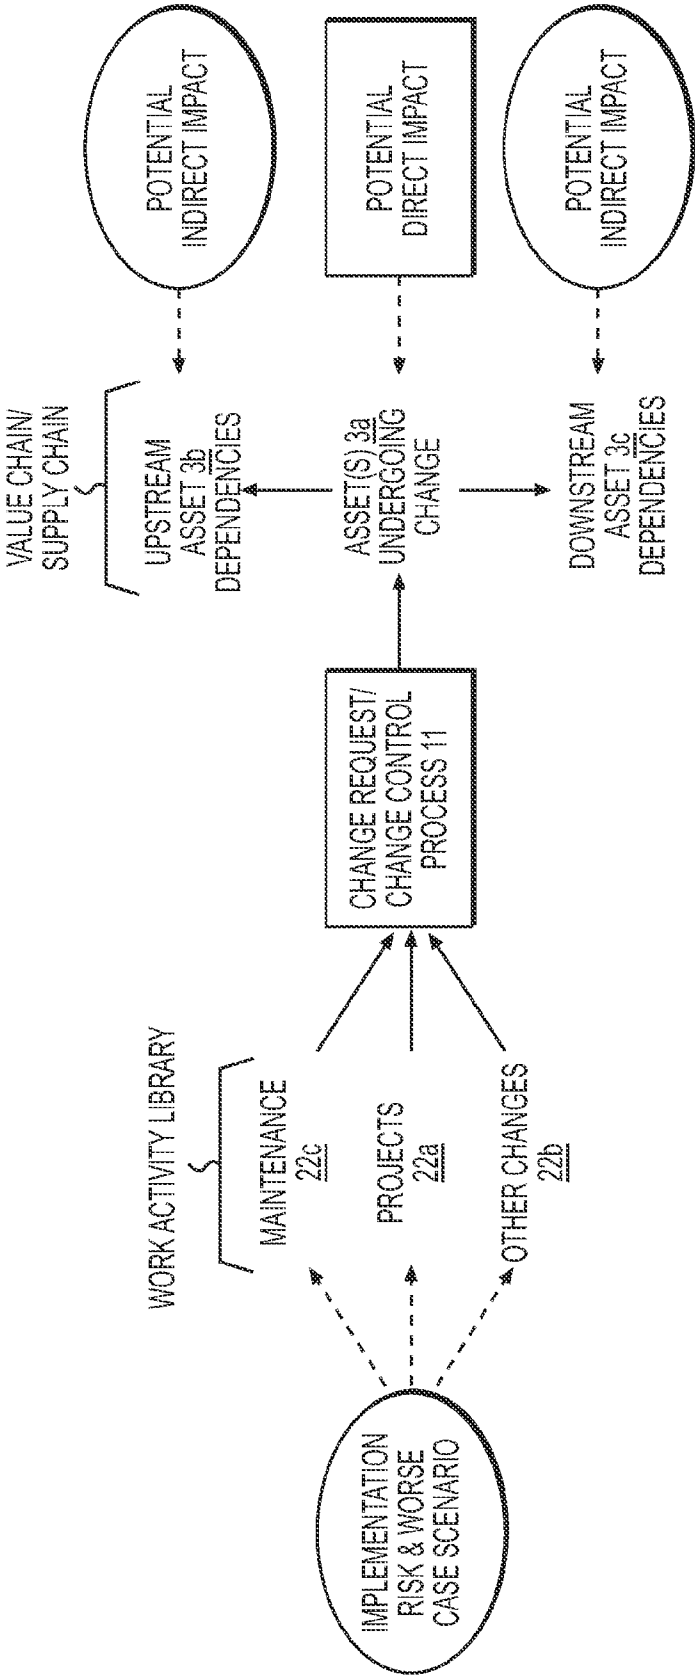 IMPLEMENTATION
RISK & WORSE
CASE SCENARIO
WORK ACTIVITY LIBRARY
MAINTENANCE
22c
PROJECTS
22a
OTHER CHANGES
22b
CHANGE REQUEST/
CHANGE CONTROL
PROCESS 11
VALUE CHAIN/
SUPPLY CHAIN
UPSTREAM
ASSET 3b
DEPENDENCIES
ASSET(S) 3a
UNDERGOING
CHANGE
DOWNSTREAM
ASSET 3c
DEPENDENCIES
POTENTIAL
INDIRECT IMPACT
POTENTIAL
DIRECT IMPACT
POTENTIAL
INDIRECT IMPACT